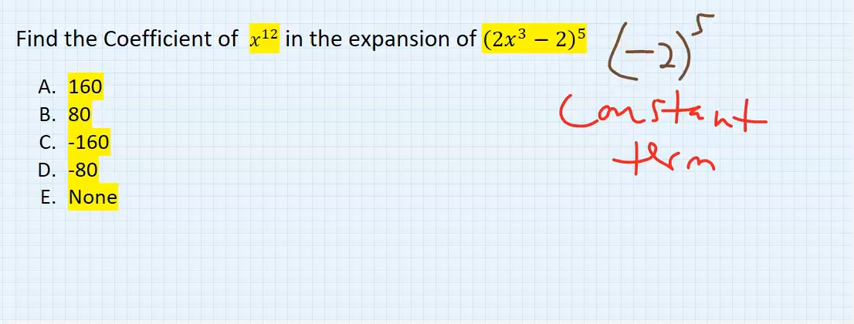 Find the Coefficient of x¹² in the expansion of (2x³ − 2)⁵
(−2)⁵
Constant
term
A. 160
B. 80
C. -160
D. -80
E. None